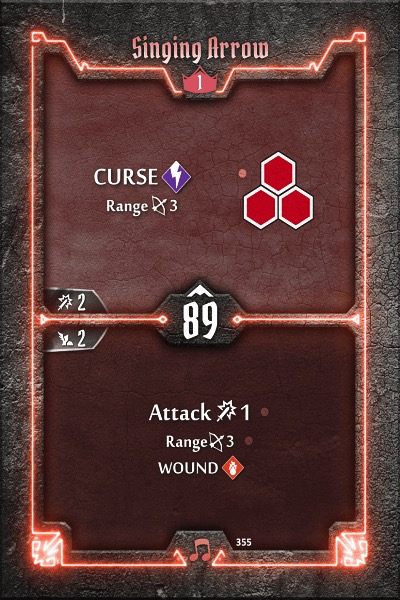 Singing Arrow
1
CURSE
Range 3
2
89
2
Attack 1
Range 3
WOUND
355